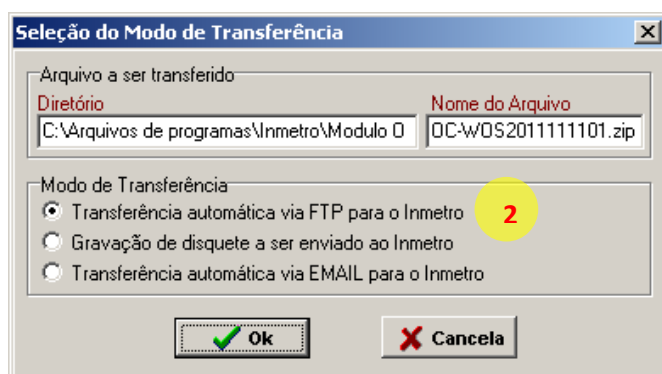 Seleção do Modo de Transferência
Arquivo a ser transferido
Diretório Nome do Arquivo
C:\Arquivos de programas\Inmetro\Modulo O OC-WOS2011111101.zip
Modo de Transferência
Transferência automática via FTP para o Inmetro 2
Gravação de disquete a ser enviado ao Inmetro
Transferência automática via EMAIL para o Inmetro
Ok Cancela